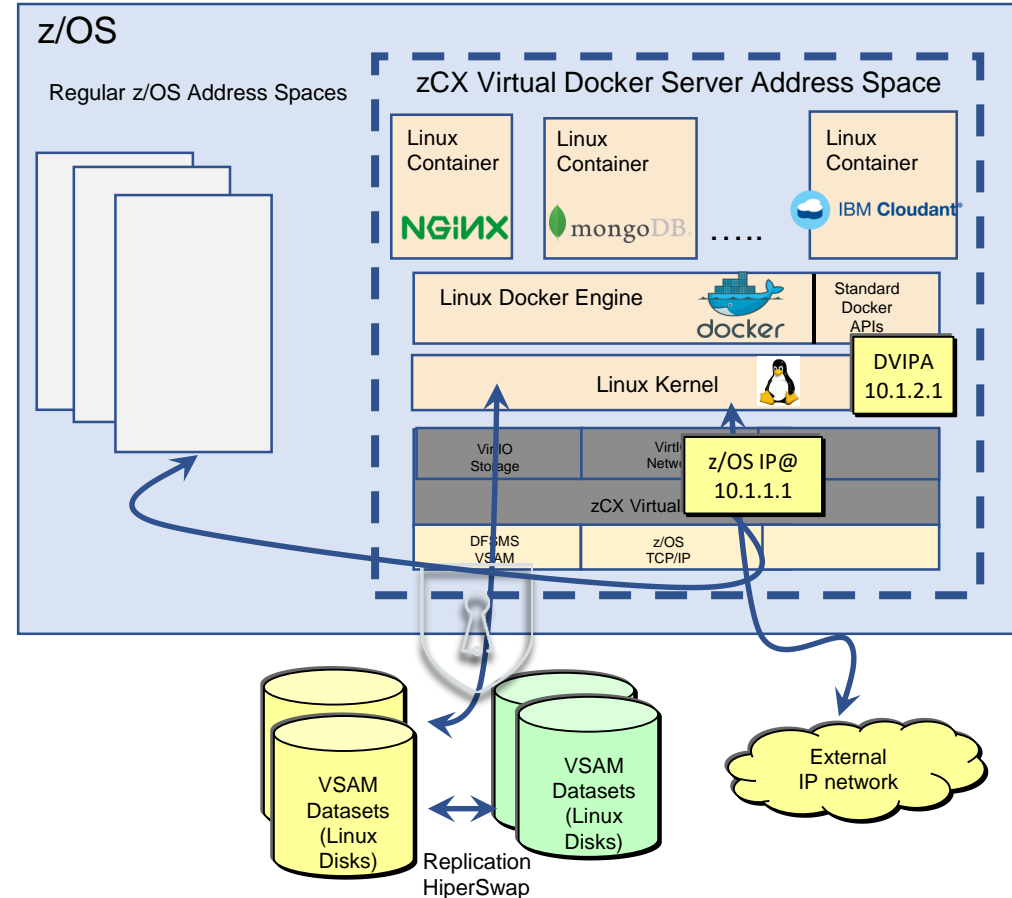 z/OS
Regular z/OS Address Spaces
zCX Virtual Docker Server Address Space
Linux
Container
NGiNX
Linux
Container
mongoDB.
.....
Linux
Container
IBM Cloudant®
Linux Docker Engine
docker
Standard
Docker
APIs
Linux Kernel
DVIPA
10.1.2.1
Storage
z/OS IP@
10.1.1.1
zCX Virtual
DFSMS
VSAM
z/OS
TCP/IP
VSAM
Datasets
(Linux
Disks)
VSAM
Datasets
(Linux
Disks)
Replication
HiperSwap
External
IP network